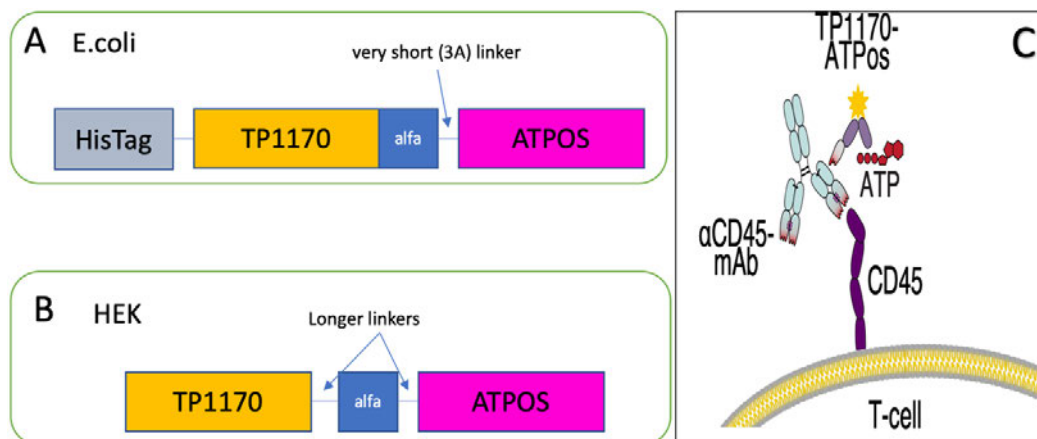 A E.coli
very short (3A) linker
HisTag
TP1170
alfa
ATPOS
B HEK
Longer linkers
TP1170
alfa
ATPOS
C
TP1170-
ATPos
ATP
αCD45-
mAb
CD45
T-cell